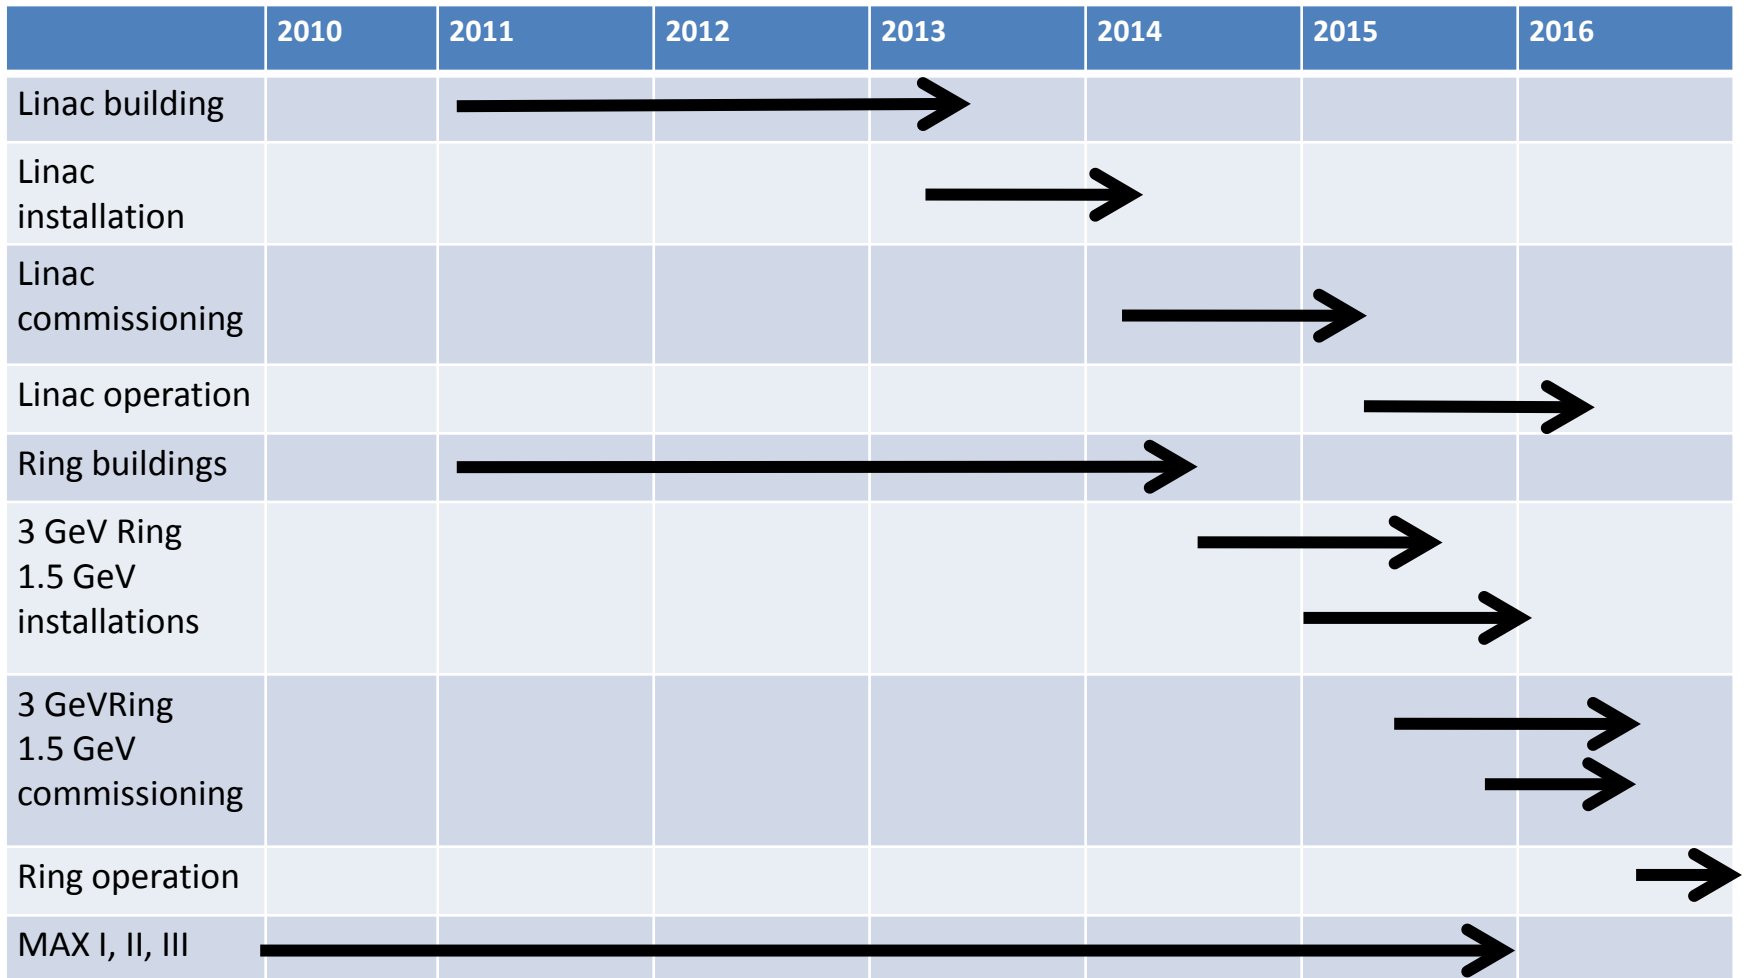 2010 2011 2012 2013 2014 2015 2016
Linac building
Linac
installation
Linac
commissioning
Linac operation
Ring buildings
3 GeV Ring
1.5 GeV
installations
3 GeVRing
1.5 GeV
commissioning
Ring operation
MAX I, II, III